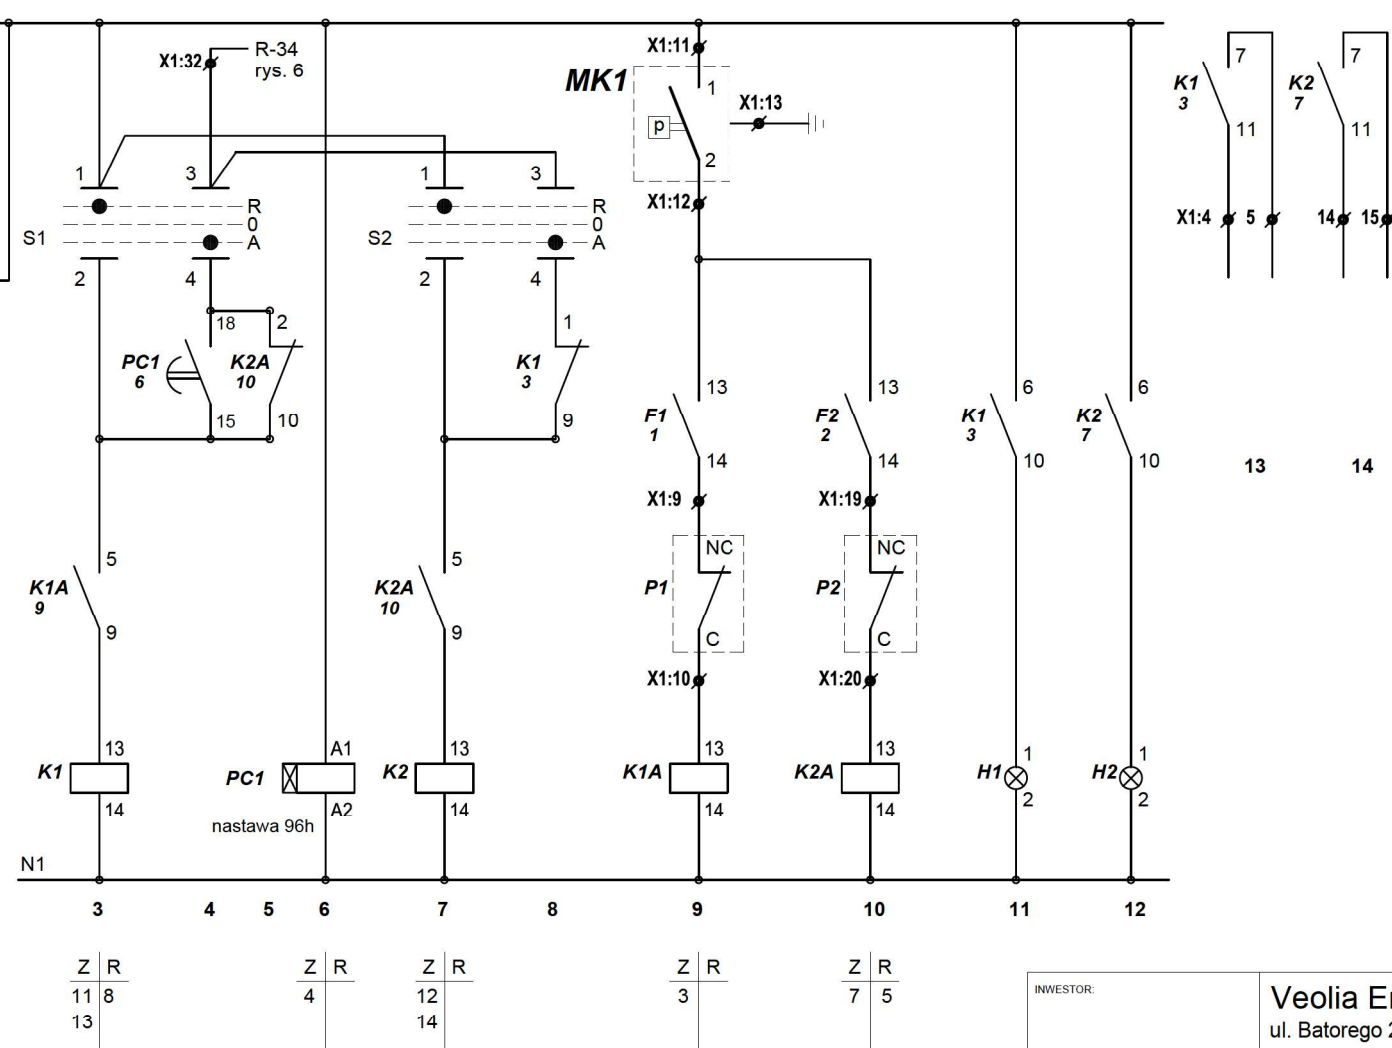 R-34
X1:32
rys. 6
X1:11
MK1
1
X1:13
p
2
X1:12
7
K1
3
11
7
K2
7
11
X1:4
5
14
15
1
3
1
3
R
0
A
S1
R
0
A
S2
2
4
2
4
18
2
PC1
6
K2A
10
15
10
1
K1
3
9
13
F1
1
14
13
F2
2
14
6
K1
3
10
6
K2
7
10
13
14
X1:9
X1:19
5
K1A
9
9
5
K2A
10
9
NC
P1
C
NC
P2
C
X1:10
X1:20
13
K1
14
A1
PC1
A2
nastawa 96h
13
K2
14
13
K1A
14
13
K2A
14
1
H1
2
1
H2
2
N1
3
4
5
6
7
8
9
10
11
12
Z R
11 8
13
Z R
4
Z R
12
14
Z R
3
Z R
7 5
INWESTOR:
Veolia
ul. Batorego